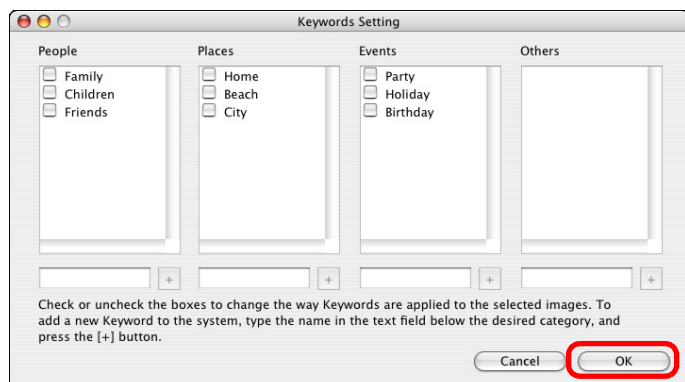 Keywords Setting
People Places Events Others
Family Home Party
Children Beach Holiday
Friends City Birthday
+ + + +
Check or uncheck the boxes to change the way Keywords are applied to the selected images. To
add a new Keyword to the system, type the name in the text field below the desired category, and
press the [+] button.
Cancel OK